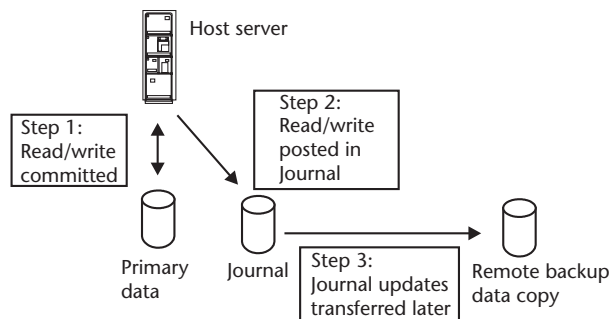 Host server
Step 1:
Read/write
committed
Step 2:
Read/write
posted in
Journal
Primary
data
Journal
Step 3:
Journal updates
transferred later
Remote backup
data copy